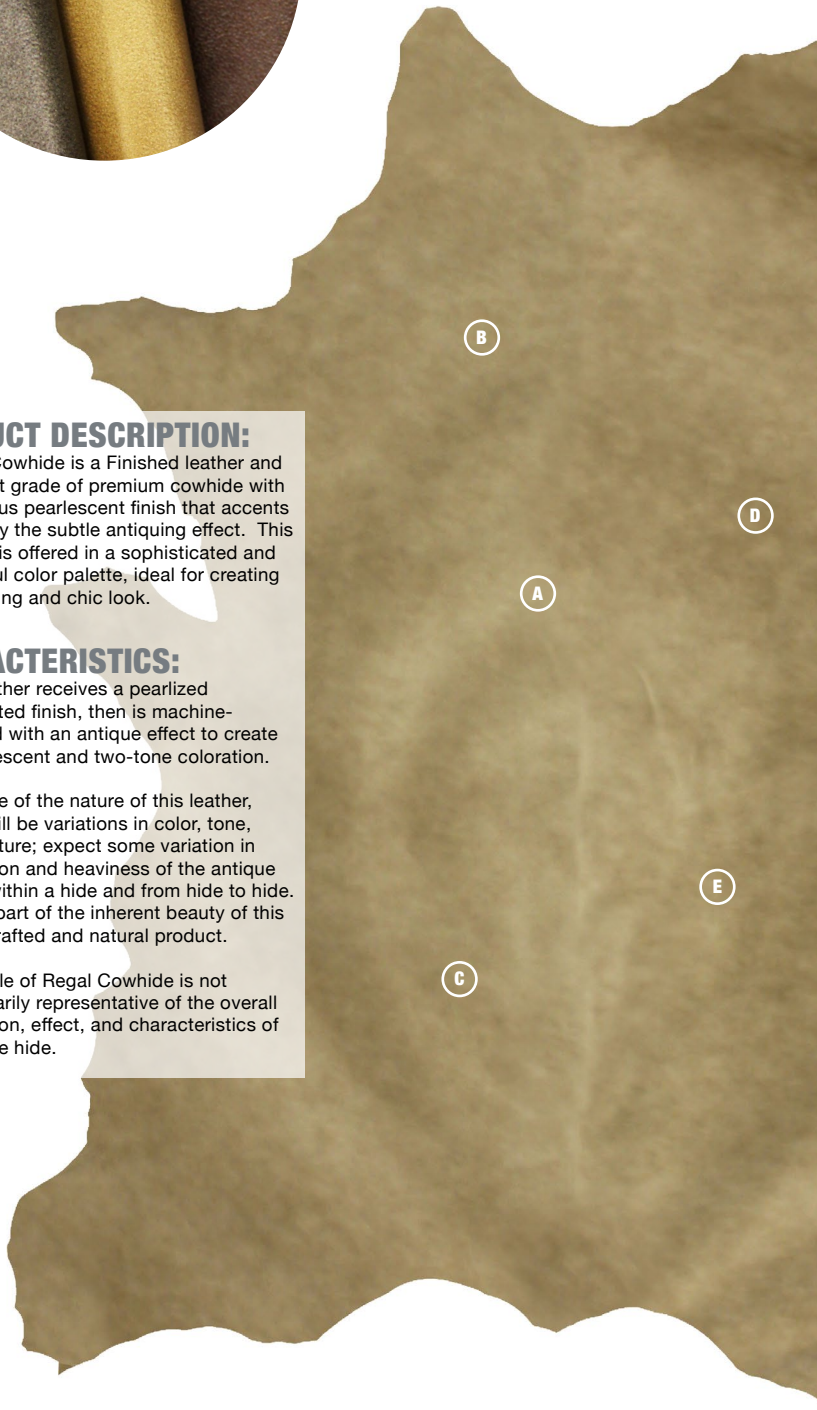 UCT DESCRIPTION:
Cowhide is a Finished leather and
t grade of premium cowhide with
us pearlescent finish that accents
y the subtle antiquing effect. This
is offered in a sophisticated and
ul color palette, ideal for creating
ng and chic look.
ACTERISTICS:
ther receives a pearlized
ted finish, then is machine-
d with an antique effect to create
escent and two-tone coloration.
e of the nature of this leather,
ill be variations in color, tone,
ture; expect some variation in
on and heaviness of the antique
within a hide and from hide to hide.
part of the inherent beauty of this
rafted and natural product.
le of Regal Cowhide is not
arily representative of the overall
on, effect, and characteristics of
e hide.
B
D
A
E
C